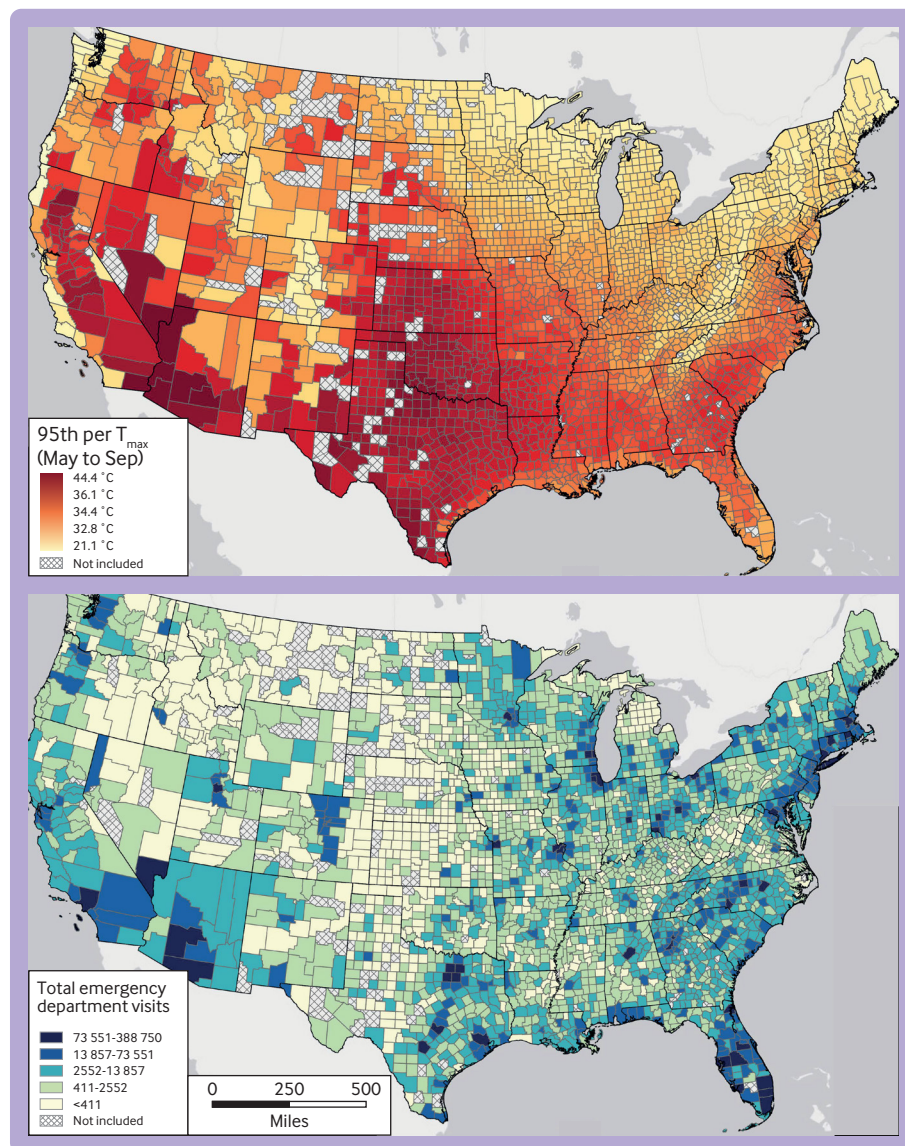 95th per Tmax
(May to Sep)
44.4 °C
36.1 °C
34.4 °C
32.8 °C
21.1 °C
Not included
Total emergency
department visits
73 551-388 750
13 857-73 551
2552-13 857
411-2552
<411
Not included
0 250 500
Miles